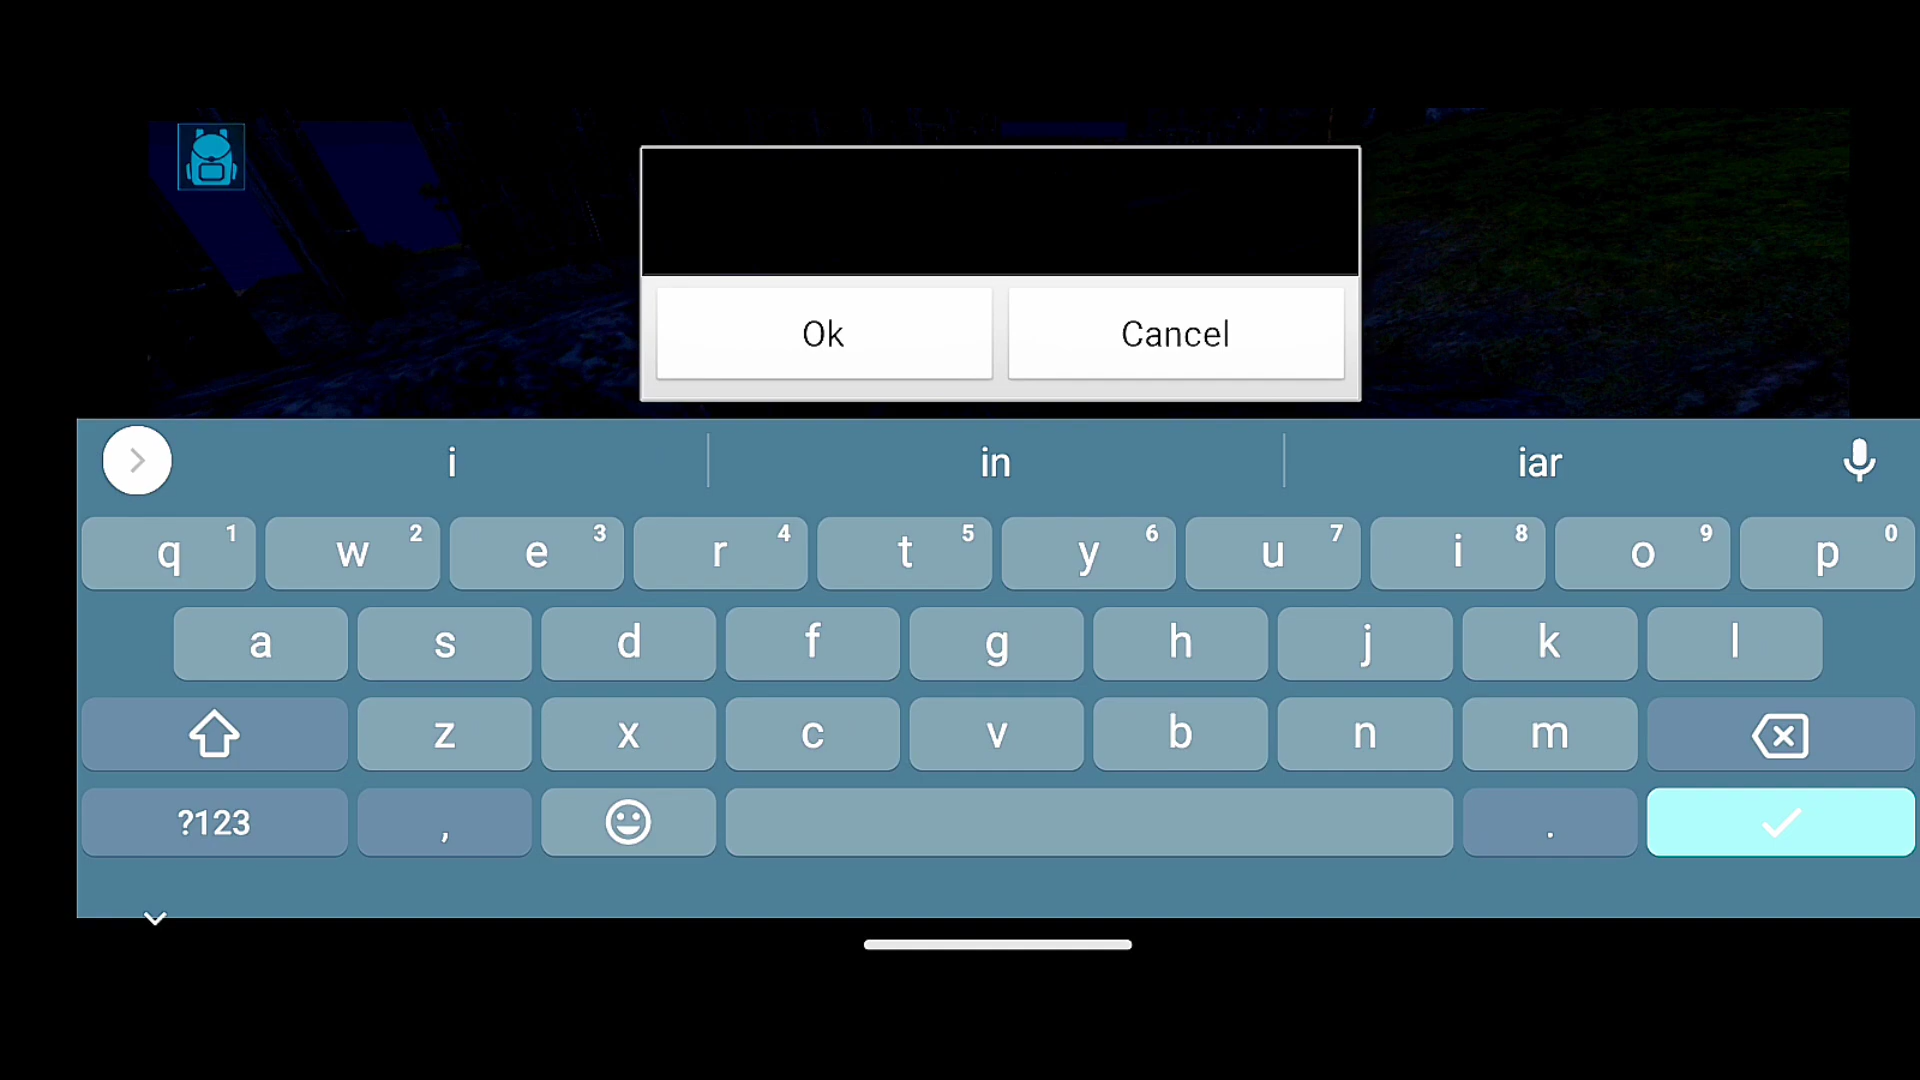 Ok Cancel
i in iar
q 1 w 2 e 3 r 4 t 5 y 6 u 7 i 8 o 9 p 0
a s d f g h j k l
z x c v b n m
?123 , .